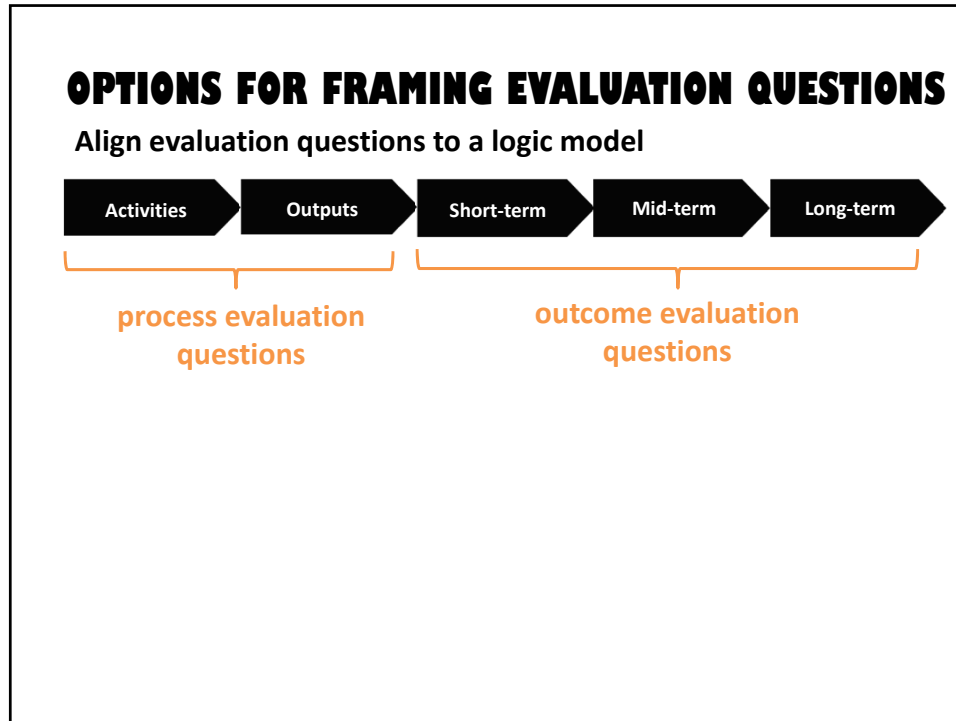 OPTIONS FOR FRAMING EVALUATION QUESTIONS
Align evaluation questions to a logic model
Activities
Outputs
Short-term
Mid-term
Long-term
process evaluation
questions
outcome evaluation
questions